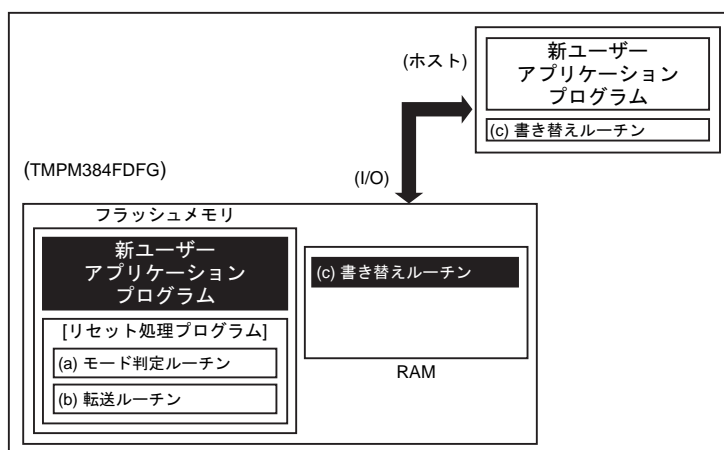 (ホスト)
新ユーザー
アプリケーション
プログラム
(c) 書き替えルーチン
(TMPM384FDFG)
(I/O)
フラッシュメモリ
新ユーザー
アプリケーション
プログラム
[リセット処理プログラム]
(a) モード判定ルーチン
(b) 転送ルーチン
(c) 書き替えルーチン
RAM